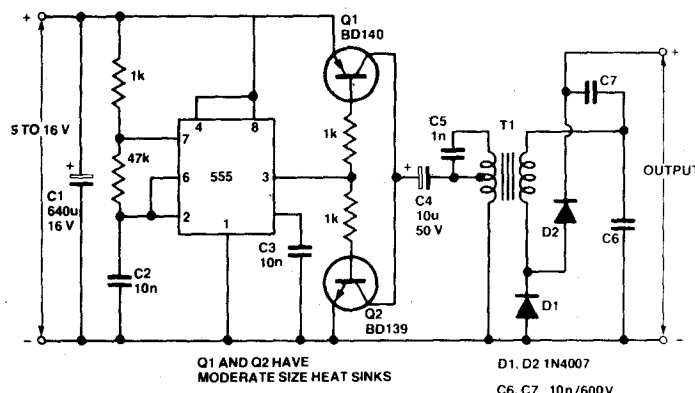 Q1
BD140
+
+
1k
C7
C5
1n
T1
4
8
7
1k
5 TO 16 V
47k
+
+
6
555
3
OUTPUT
C1
640u
16 V
2
1k
C4
10u
50 V
D2
C6
1
C3
10n
C2
10n
Q2
BD139
D1
–
–
Q1 AND Q2 HAVE
MODERATE SIZE HEAT SINKS
D1, D2 1N4007
C6, C7 10n/600V